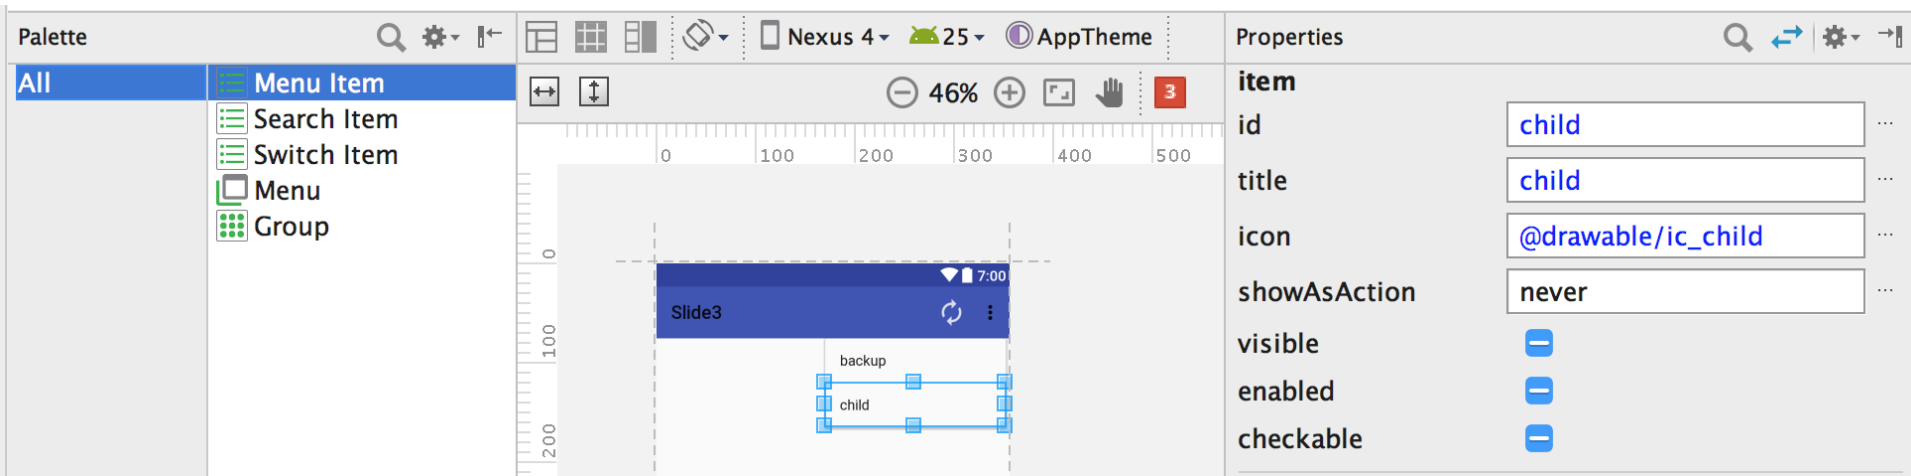 Palette
All
Menu Item
Search Item
Switch Item
Menu
Group
Nexus 4 25 AppTheme
46% 3
0 100 200 300 400 500
0
100
200
7:00
Slide3
backup
child
Properties
item
id child ...
title child ...
icon @drawable/ic_child ...
showAsAction never ...
visible
enabled
checkable